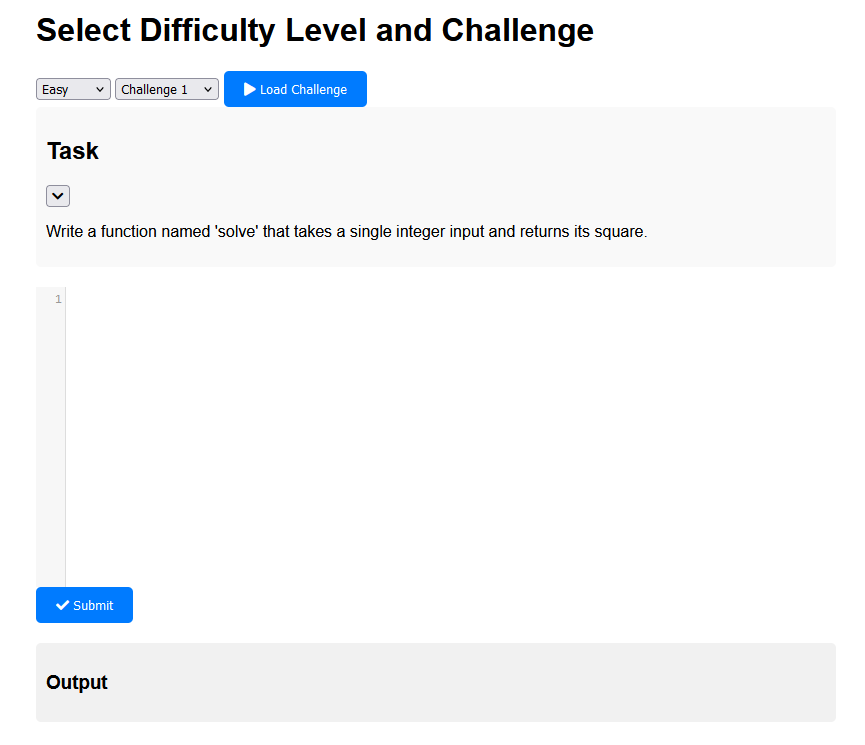 Select Difficulty Level and Challenge
Easy Challenge 1 Load Challenge
Task
Write a function named 'solve' that takes a single integer input and returns its square.
1
Submit
Output